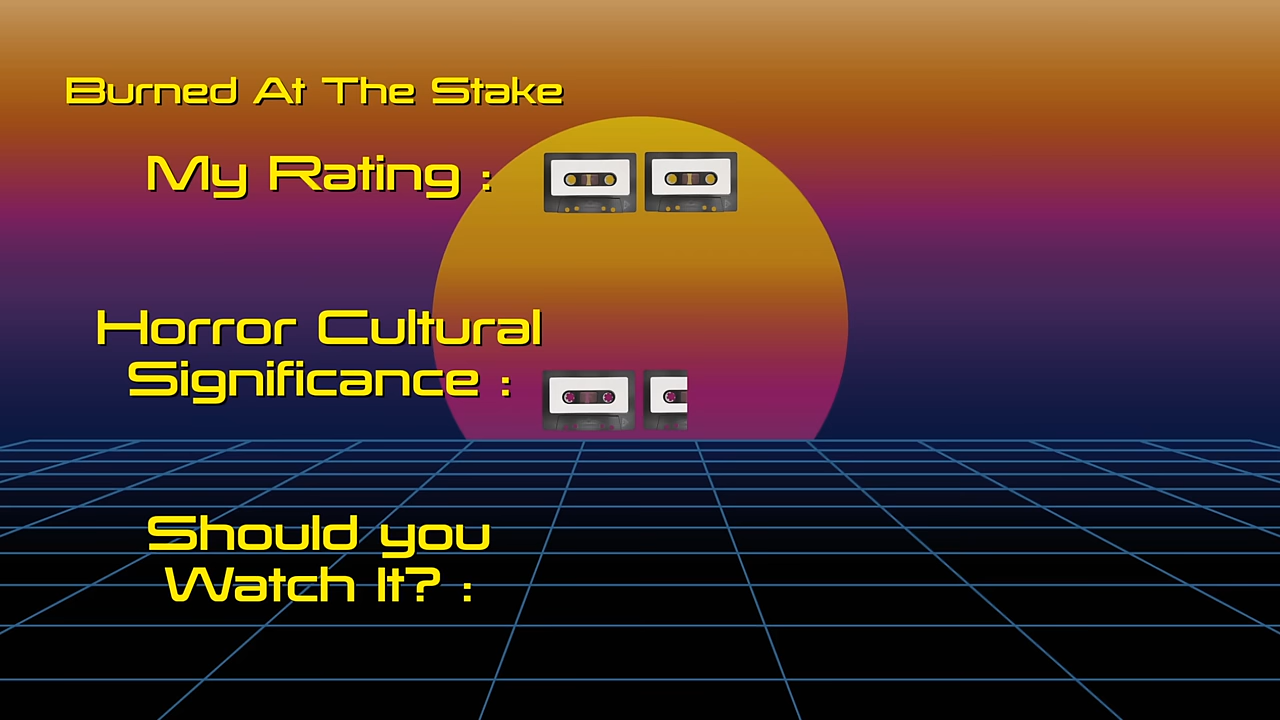 Burned At The Stake
My Rating :
Horror Cultural
Significance :
Should you
Watch It? :